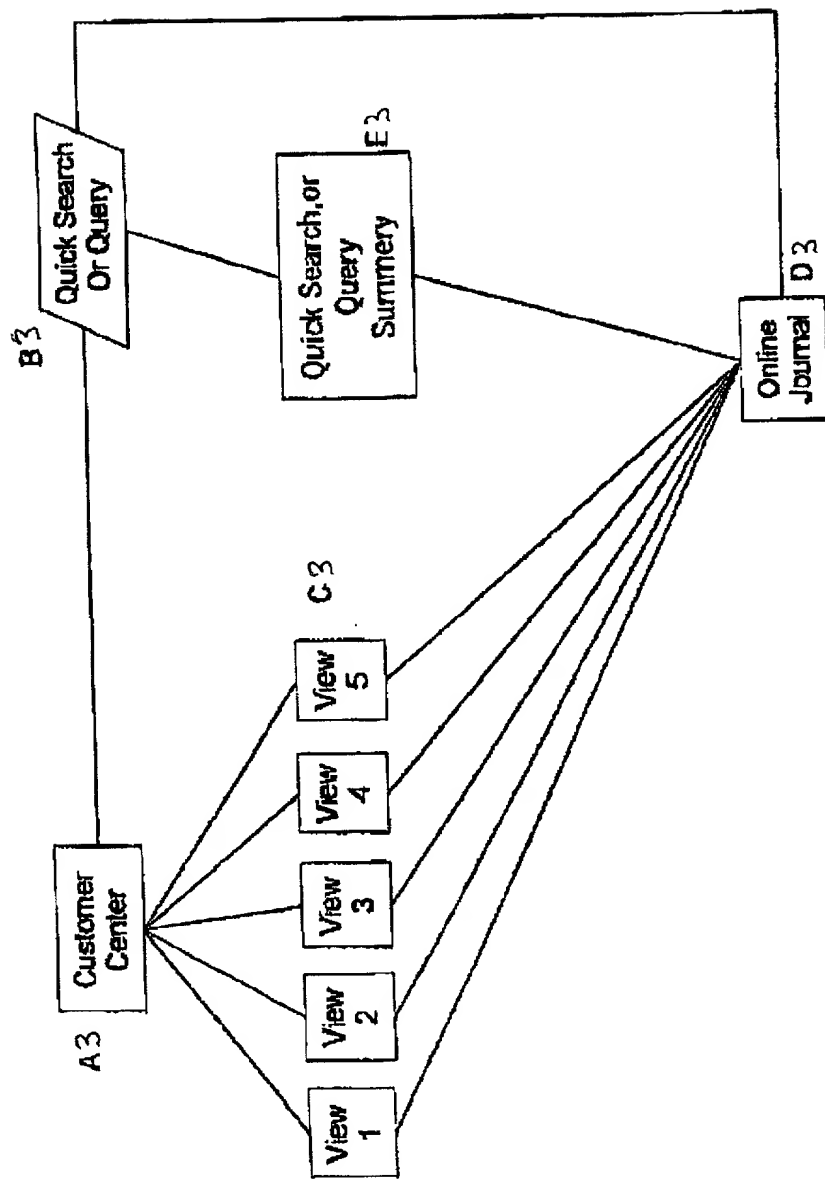 A3
Customer
Center
B3
Quick Search
Or Query
View
1
View
2
View
3
View
4
View
5
C3
Quick Search,or
Query
Summery
E3
Online
Journal
D3